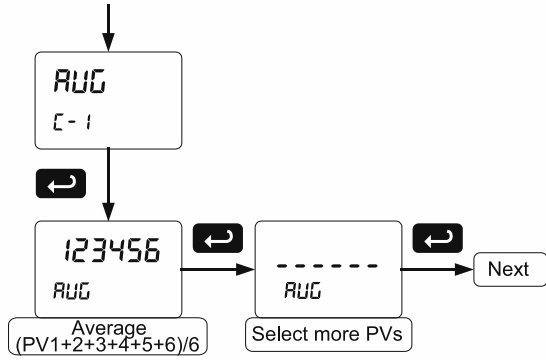 AUG
C-1
123456
AUG
Average
(PV1+2+3+4+5+6)/6
------
AUG
Select more PVs
Next